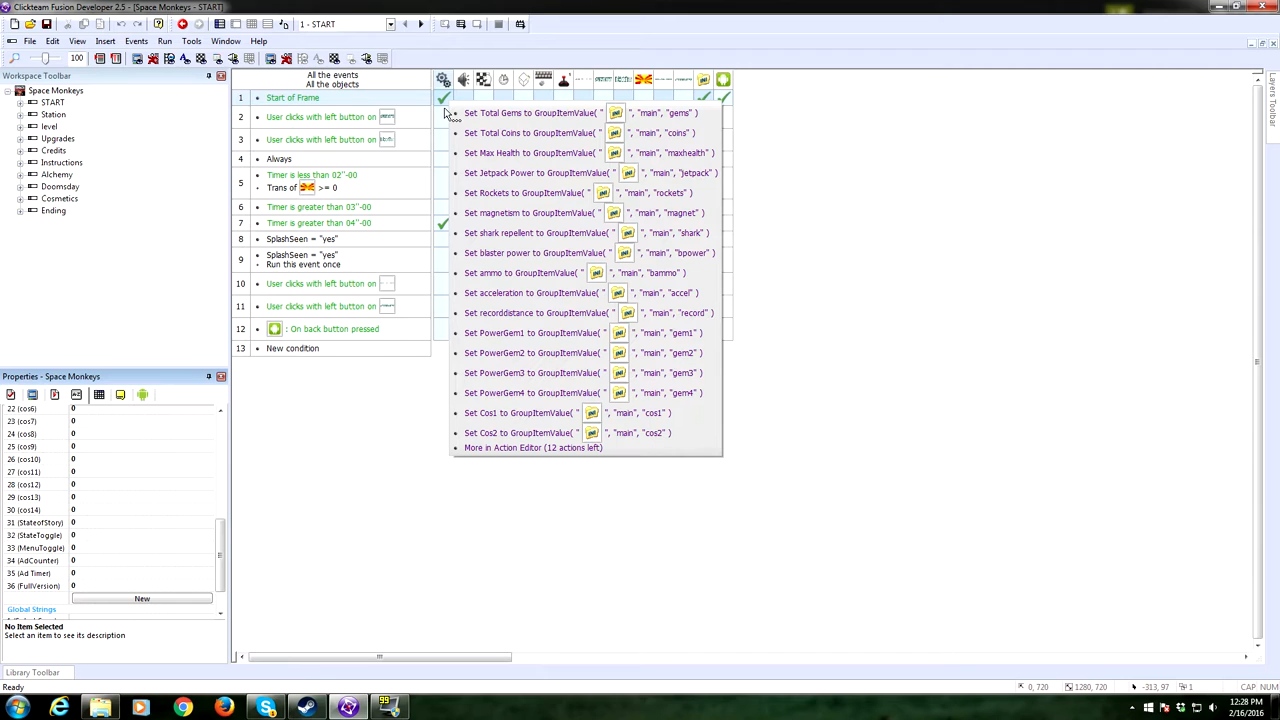 Clickteam Fusion Developer 2.5 - [Space Monkeys - START]
1 - START
File Edit View Insert Events Run Tools Window Help
100
Workspace Toolbar
Space Monkeys
START
Station
level
Upgrades
Credits
Instructions
Alchemy
Doomsday
Cosmetics
Ending
Properties - Space Monkeys
22 (cos6) 0
23 (cos7) 0
24 (cos8) 0
25 (cos9) 0
26 (cos10) 0
27 (cos11) 0
28 (cos12) 0
29 (cos13) 0
30 (cos14) 0
31 (StateofStory) 0
32 (StateToggle) 0
33 (MenuToggle) 0
34 (AdCounter) 0
35 (Ad Timer) 0
36 (FullVersion) 0
New
Global Strings
No Item Selected
Select an item to see its description
Library Toolbar
Ready
All the events
All the objects
1 • Start of Frame
2 • User clicks with left button on
3 • User clicks with left button on
4 • Always
5 • Timer is less than 02"-00
• Trans of >= 0
6 • Timer is greater than 03"-00
7 • Timer is greater than 04"-00
8 • SplashSeen = "yes"
9 • SplashSeen = "yes"
• Run this event once
10 • User clicks with left button on
11 • User clicks with left button on
12 • : On back button pressed
13 • New condition
• Set Total Gems to GroupItemValue( " ", "main", "gems" )
• Set Total Coins to GroupItemValue( " ", "main", "coins" )
• Set Max Health to GroupItemValue( " ", "main", "maxhealth" )
• Set Jetpack Power to GroupItemValue( " ", "main", "jetpack" )
• Set Rockets to GroupItemValue( " ", "main", "rockets" )
• Set magnetism to GroupItemValue( " ", "main", "magnet" )
• Set shark repellent to GroupItemValue( " ", "main", "shark" )
• Set blaster power to GroupItemValue( " ", "main", "bpower" )
• Set ammo to GroupItemValue( " ", "main", "bammo" )
• Set acceleration to GroupItemValue( " ", "main", "accel" )
• Set recorddistance to GroupItemValue( " ", "main", "record" )
• Set PowerGem1 to GroupItemValue( " ", "main", "gem1" )
• Set PowerGem2 to GroupItemValue( " ", "main", "gem2" )
• Set PowerGem3 to GroupItemValue( " ", "main", "gem3" )
• Set PowerGem4 to GroupItemValue( " ", "main", "gem4" )
• Set Cos1 to GroupItemValue( " ", "main", "cos1" )
• Set Cos2 to GroupItemValue( " ", "main", "cos2" )
• More in Action Editor (12 actions left)
Layers Toolbar
0, 720 1280, 720 -313, 97 1 CAP NUM
99
12:28 PM
2/16/2016